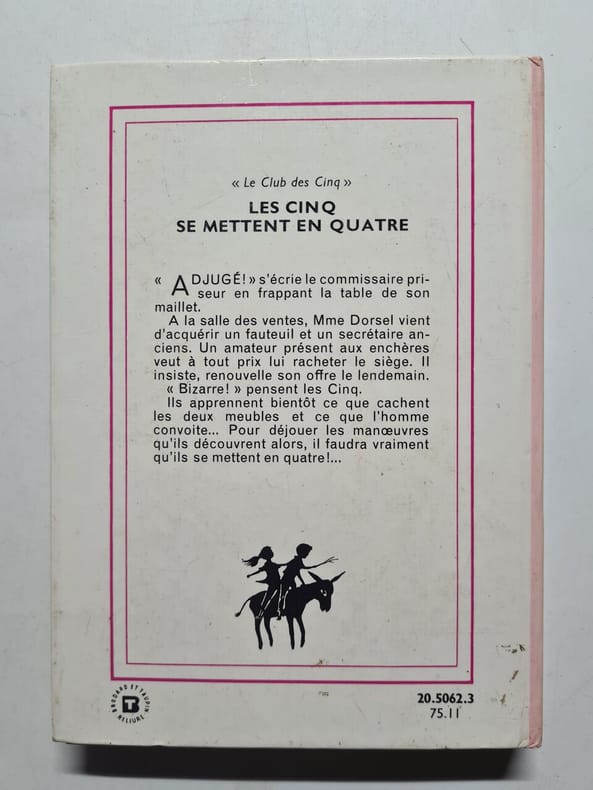 « Le Club des Cinq »
LES CINQ
SE METTENT EN QUATRE
« ADJUGÉ! » s'écrie le commissaire pri-
seur en frappant la table de son
maillet.
A la salle des ventes, Mme Dorsel vient
d'acquérir un fauteuil et un secrétaire an-
ciens. Un amateur présent aux enchères
veut à tout prix lui racheter le siège. Il
insiste, renouvelle son offre le lendemain.
« Bizarre! » pensent les Cinq.
Ils apprennent bientôt ce que cachent
les deux meubles et ce que l'homme
convoite... Pour déjouer les manœuvres
qu'ils découvrent alors, il faudra vraiment
qu'ils se mettent en quatre!...
BRODARD ET TAUPIN
RELIURE
20.5062.3
75.11